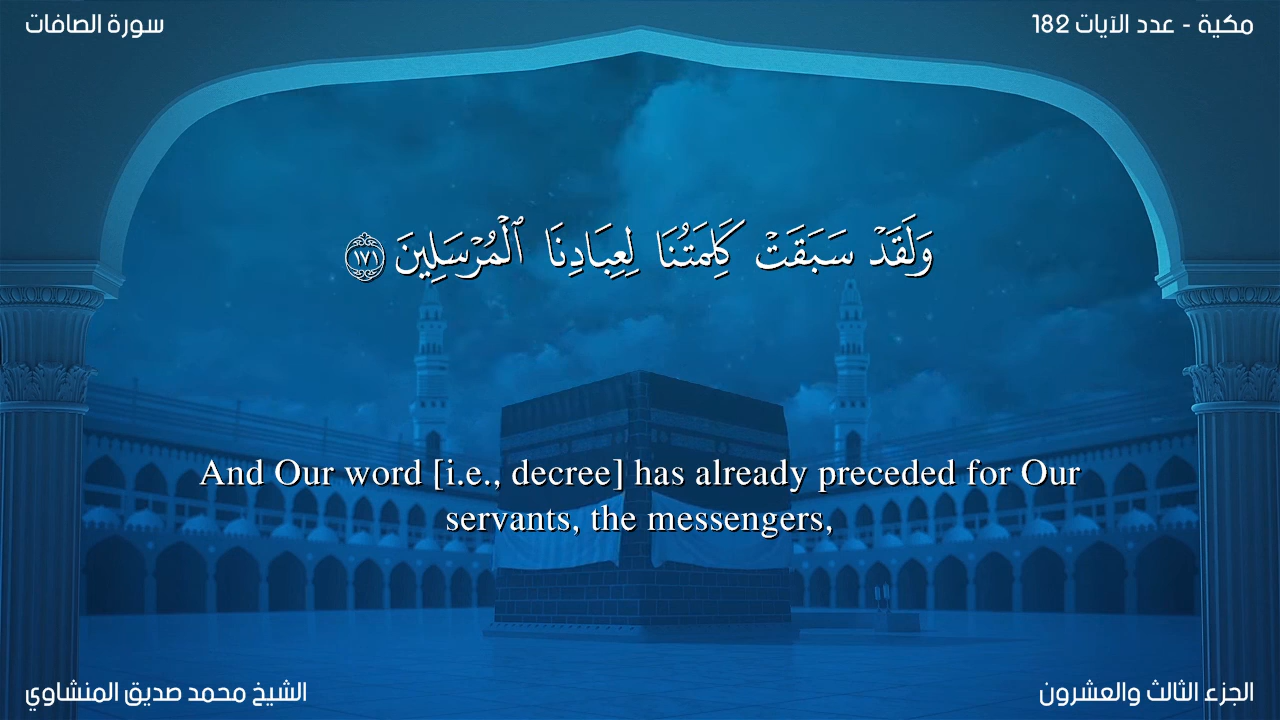 سورة الصافات
مكية - عدد الآيات 182
وَلَقَدۡ سَبَقَتۡ كَلِمَتُنَا لِعِبَادِنَا ٱلۡمُرۡسَلِينَ ١٧١
And Our word [i.e., decree] has already preceded for Our
servants, the messengers,
الشيخ محمد صديق المنشاوي
الجزء الثالث والعشرون